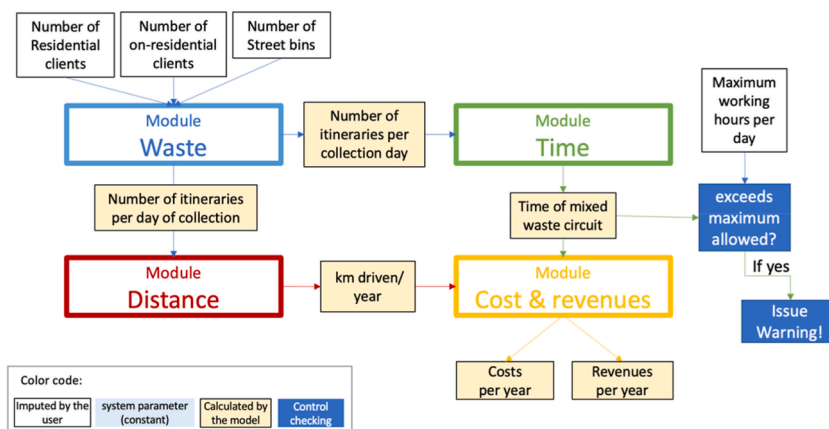 Number of
Residential
clients
Number of
on-residential
clients
Number of
Street bins
Maximum
working
hours per
day
Module
Waste
Number of
itineraries per
collection day
Module
Time
Number of itineraries
per day of collection
Time of mixed
waste circuit
exceeds
maximum
allowed?
Module
Distance
km driven/
year
Module
Cost & revenues
If yes
Issue
Warning!
Costs
per year
Revenues
per year
Color code:
Imputed by the
user
system parameter
(constant)
Calculated by
the model
Control
checking